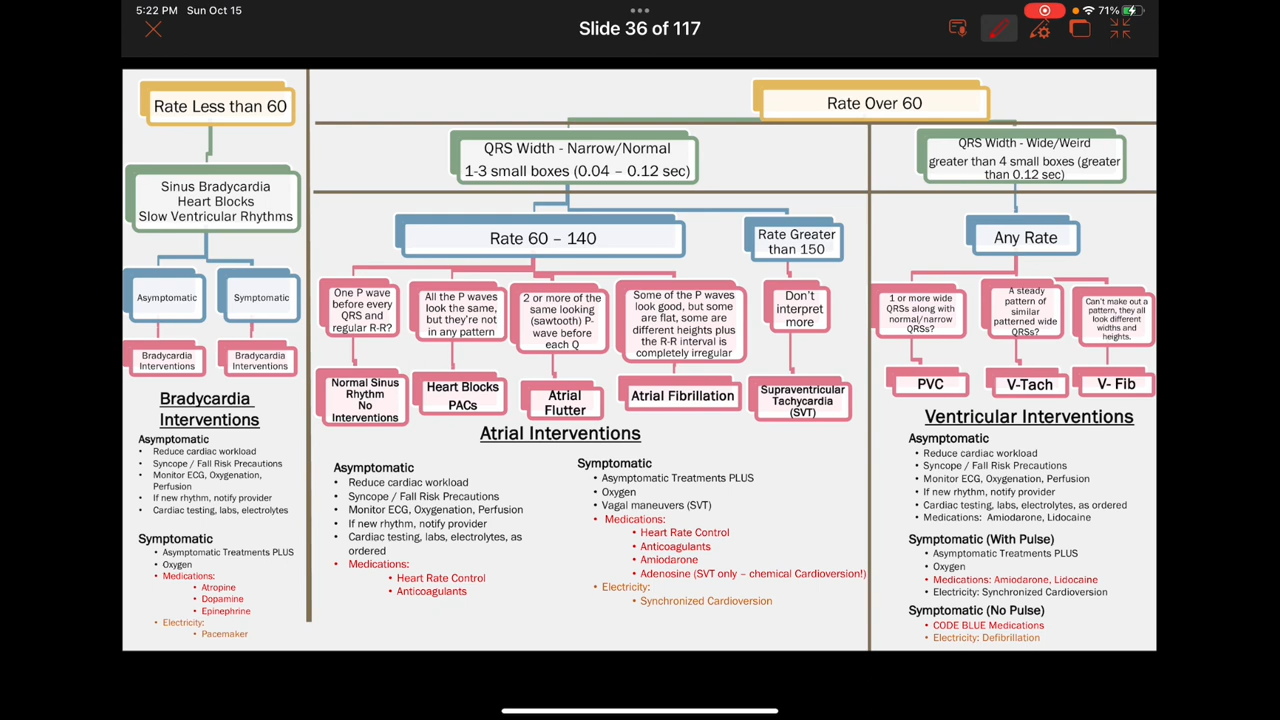 5:22 PM Sun Oct 15
71%
Slide 36 of 117
Rate Less than 60
Rate Over 60
QRS Width - Narrow/Normal
1-3 small boxes (0.04 – 0.12 sec)
QRS Width - Wide/Weird
greater than 4 small boxes (greater
than 0.12 sec)
Sinus Bradycardia
Heart Blocks
Slow Ventricular Rhythms
Rate 60 – 140
Rate Greater
than 150
Any Rate
Asymptomatic
Symptomatic
One P wave
before every
QRS and
regular R-R?
All the P waves
look the same,
but they're not
in any pattern
2 or more of the
same looking
(sawtooth) P-
wave before
each Q
Some of the P waves
look good, but some
are flat, some are
different heights plus
the R-R interval is
completely irregular
Don't
interpret
more
1 or more wide
QRSs along with
normal/narrow
QRSs?
A steady
pattern of
similar
patterned wide
QRSs?
Can't make out a
pattern, they all
look different
widths and
heights.
Bradycardia
Interventions
Bradycardia
Interventions
Normal Sinus
Rhythm
No
Interventions
Heart Blocks
PACs
Atrial
Flutter
Atrial Fibrillation
Supraventricular
Tachycardia
(SVT)
PVC
V-Tach
V- Fib
Bradycardia
Interventions
Asymptomatic
• Reduce cardiac workload
• Syncope / Fall Risk Precautions
• Monitor ECG, Oxygenation,
Perfusion
• If new rhythm, notify provider
• Cardiac testing, labs, electrolytes
Symptomatic
• Asymptomatic Treatments PLUS
• Oxygen
• Medications:
• Atropine
• Dopamine
• Epinephrine
• Electricity:
• Pacemaker
Atrial Interventions
Asymptomatic
• Reduce cardiac workload
• Syncope / Fall Risk Precautions
• Monitor ECG, Oxygenation, Perfusion
• If new rhythm, notify provider
• Cardiac testing, labs, electrolytes, as
ordered
• Medications:
• Heart Rate Control
• Anticoagulants
Symptomatic
• Asymptomatic Treatments PLUS
• Oxygen
• Vagal maneuvers (SVT)
• Medications:
• Heart Rate Control
• Anticoagulants
• Amiodarone
• Adenosine (SVT only – chemical Cardioversion!)
• Electricity:
• Synchronized Cardioversion
Ventricular Interventions
Asymptomatic
• Reduce cardiac workload
• Syncope / Fall Risk Precautions
• Monitor ECG, Oxygenation, Perfusion
• If new rhythm, notify provider
• Cardiac testing, labs, electrolytes, as ordered
• Medications: Amiodarone, Lidocaine
Symptomatic (With Pulse)
• Asymptomatic Treatments PLUS
• Oxygen
• Medications: Amiodarone, Lidocaine
• Electricity: Synchronized Cardioversion
Symptomatic (No Pulse)
• CODE BLUE Medications
• Electricity: Defibrillation